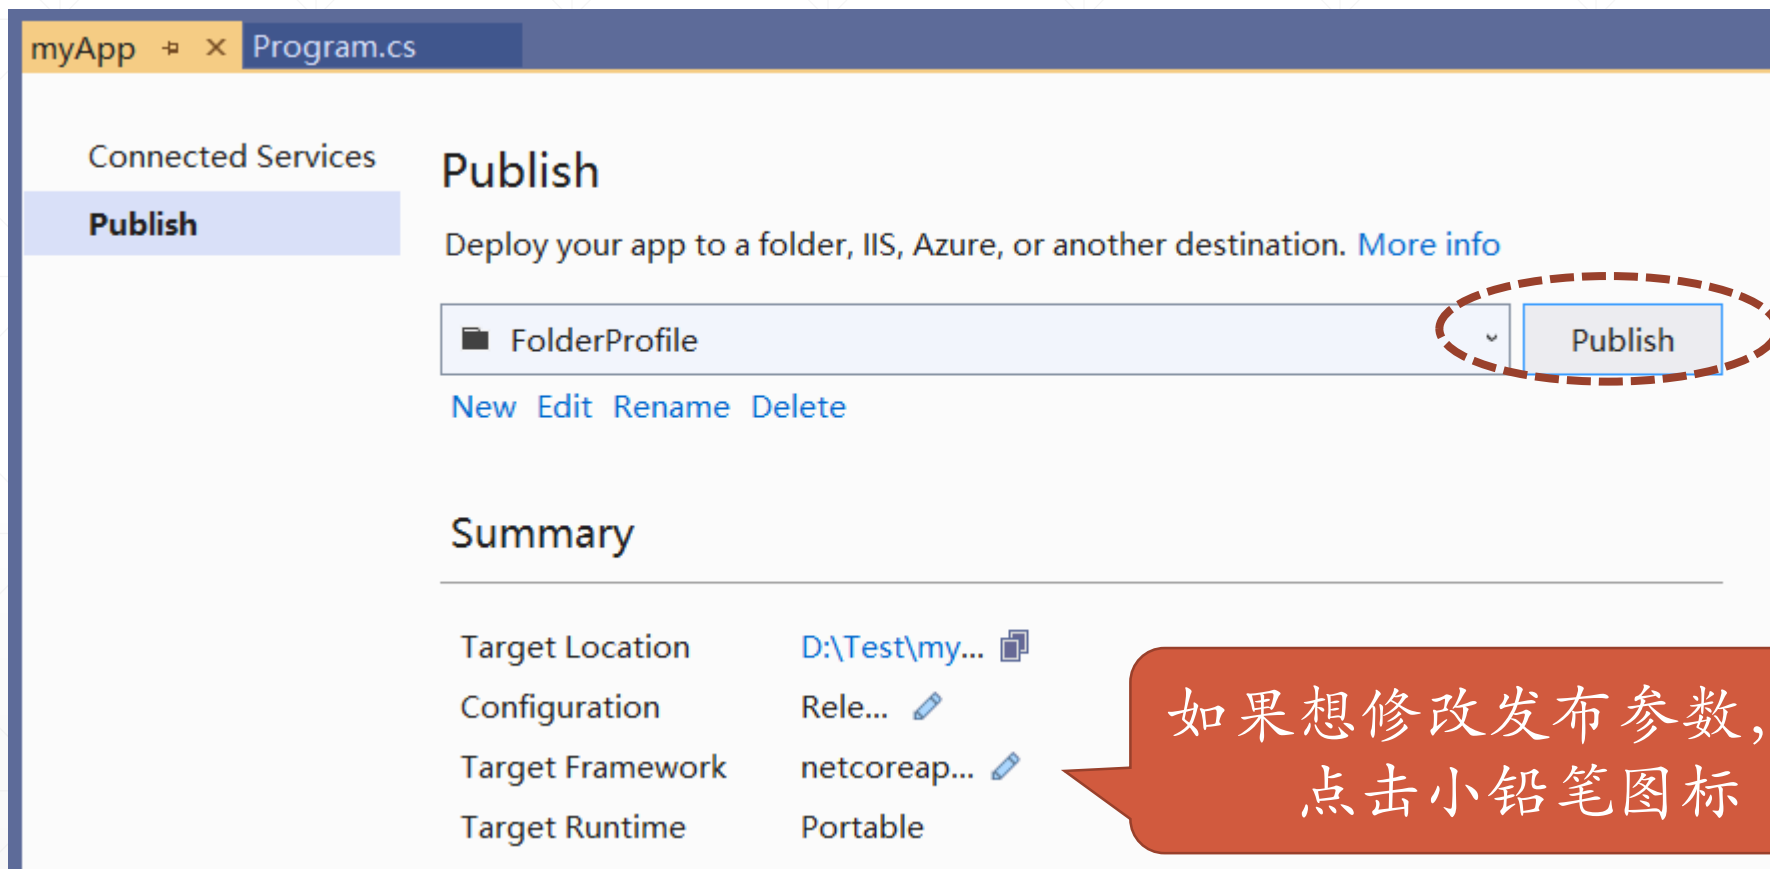 myApp Program.cs
Connected Services
Publish
Publish
Deploy your app to a folder, IIS, Azure, or another destination. More info
FolderProfile
Publish
New Edit Rename Delete
Summary
Target Location D:\Test\my...
Configuration Rele...
Target Framework netcoreap...
Target Runtime Portable
如果想修改发布参数，
点击小铅笔图标